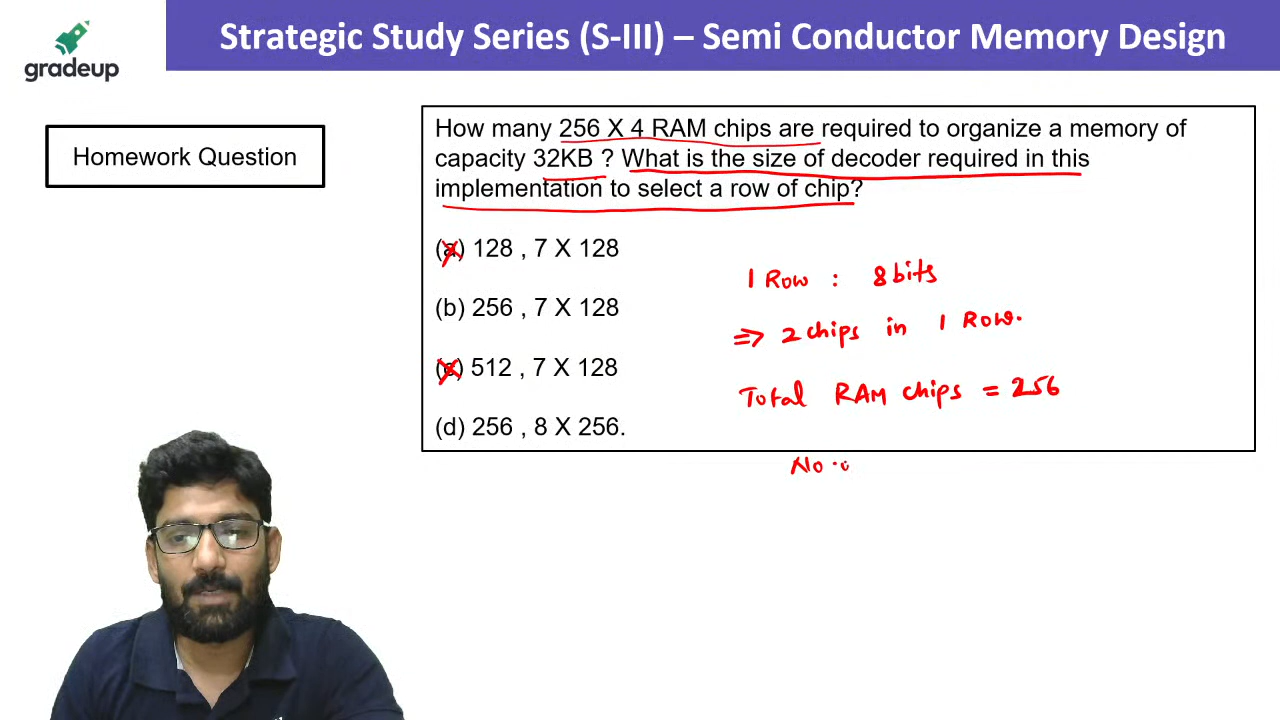 Strategic Study Series (S-III) – Semi Conductor Memory Design
gradeup
Homework Question
How many 256 X 4 RAM chips are required to organize a memory of
capacity 32KB ? What is the size of decoder required in this
implementation to select a row of chip?
(a) 128 , 7 X 128
(b) 256 , 7 X 128
(c) 512 , 7 X 128
(d) 256 , 8 X 256.
1 Row : 8 bits
⇒ 2 chips in 1 Row.
Total RAM chips = 256
No.